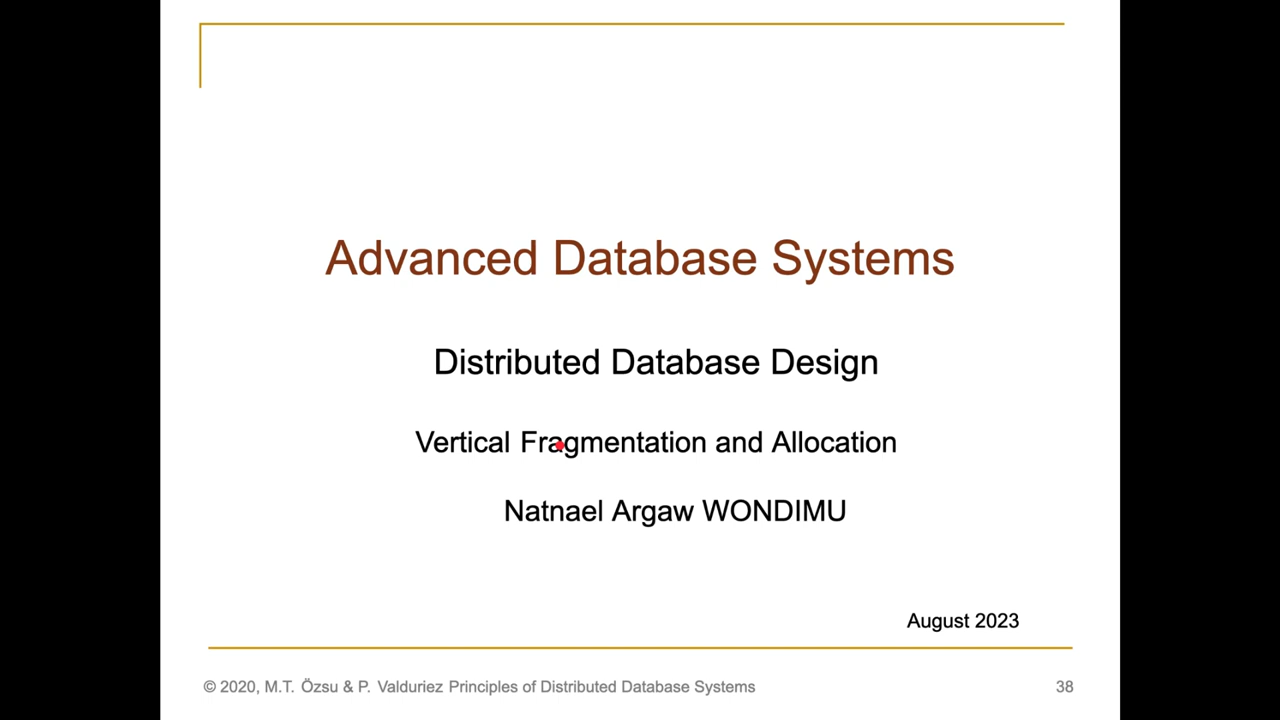 Advanced Database Systems
Distributed Database Design
Vertical Fragmentation and Allocation
Natnael Argaw WONDIMU
August 2023
© 2020, M.T. Özsu & P. Valduriez Principles of Distributed Database Systems 38